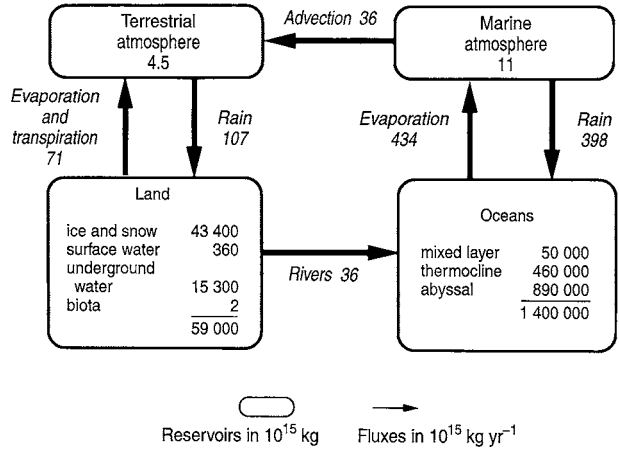 Terrestrial
atmosphere
4.5
Advection 36
Marine
atmosphere
11
Evaporation
and
transpiration
71
Rain
107
Evaporation
434
Rain
398
Land
ice and snow 43 400
surface water 360
underground
water 15 300
biota 2
59 000
Rivers 36
Oceans
mixed layer 50 000
thermocline 460 000
abyssal 890 000
1 400 000
Reservoirs in 10¹⁵ kg
Fluxes in 10¹⁵ kg yr⁻¹